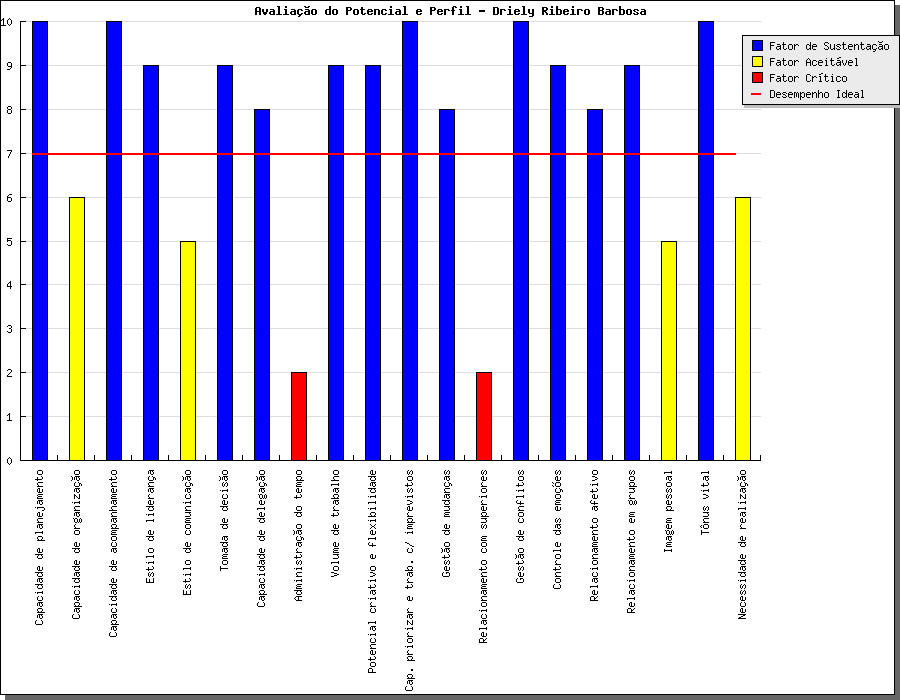 Avaliação do Potencial e Perfil - Driely Ribeiro Barbosa
Fator de Sustentação
Fator Aceitável
Fator Crítico
Desempenho Ideal
10
9
8
7
6
5
4
3
2
1
0
Capacidade de planejamento
Capacidade de organização
Capacidade de acompanhamento
Estilo de liderança
Estilo de comunicação
Tomada de decisão
Capacidade de delegação
Administração do tempo
Volume de trabalho
Potencial criativo e flexibilidade
Cap. priorizar e trab. c/ imprevistos
Gestão de mudanças
Relacionamento com superiores
Gestão de conflitos
Controle das emoções
Relacionamento afetivo
Relacionamento em grupos
Imagem pessoal
Tônus vital
Necessidade de realização